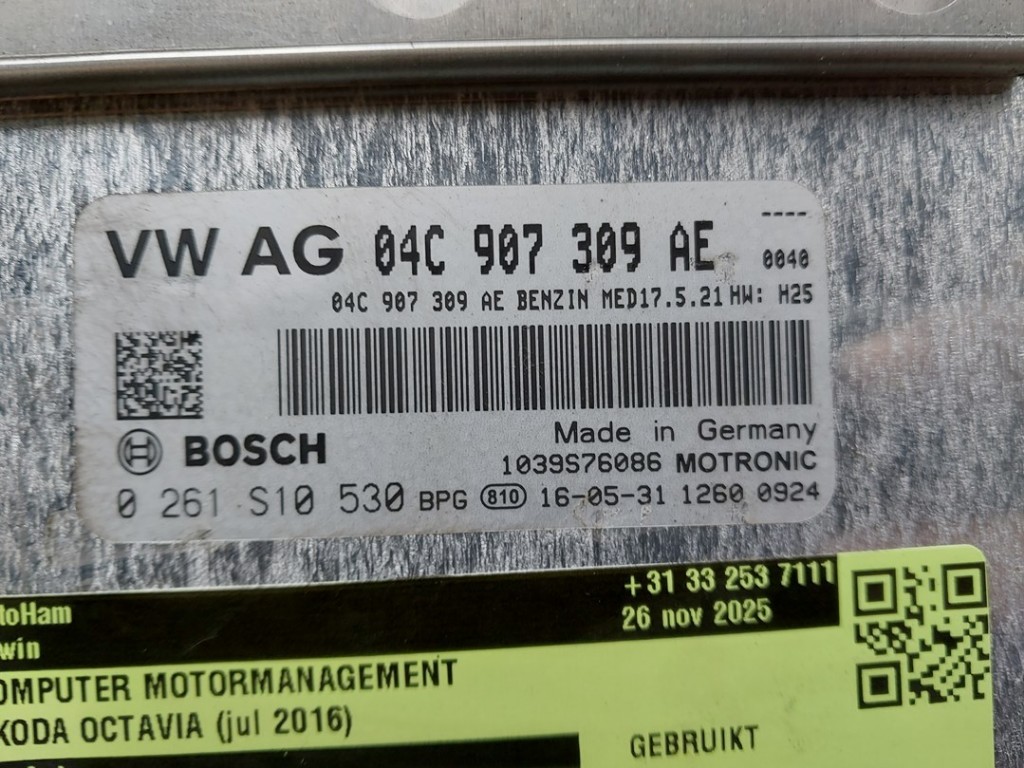 VW AG 04C 907 309 AE ----
0040
04C 907 309 AE BENZIN MED17.5.21 HW: H25
BOSCH
Made in Germany
1039S76086 MOTRONIC
0 261 S10 530 BPG 810 16-05-31 1260 0924
toHam
win
+31 33 253 7111
26 nov 2025
OMPUTER MOTORMANAGEMENT
KODA OCTAVIA (jul 2016)
GEBRUIKT